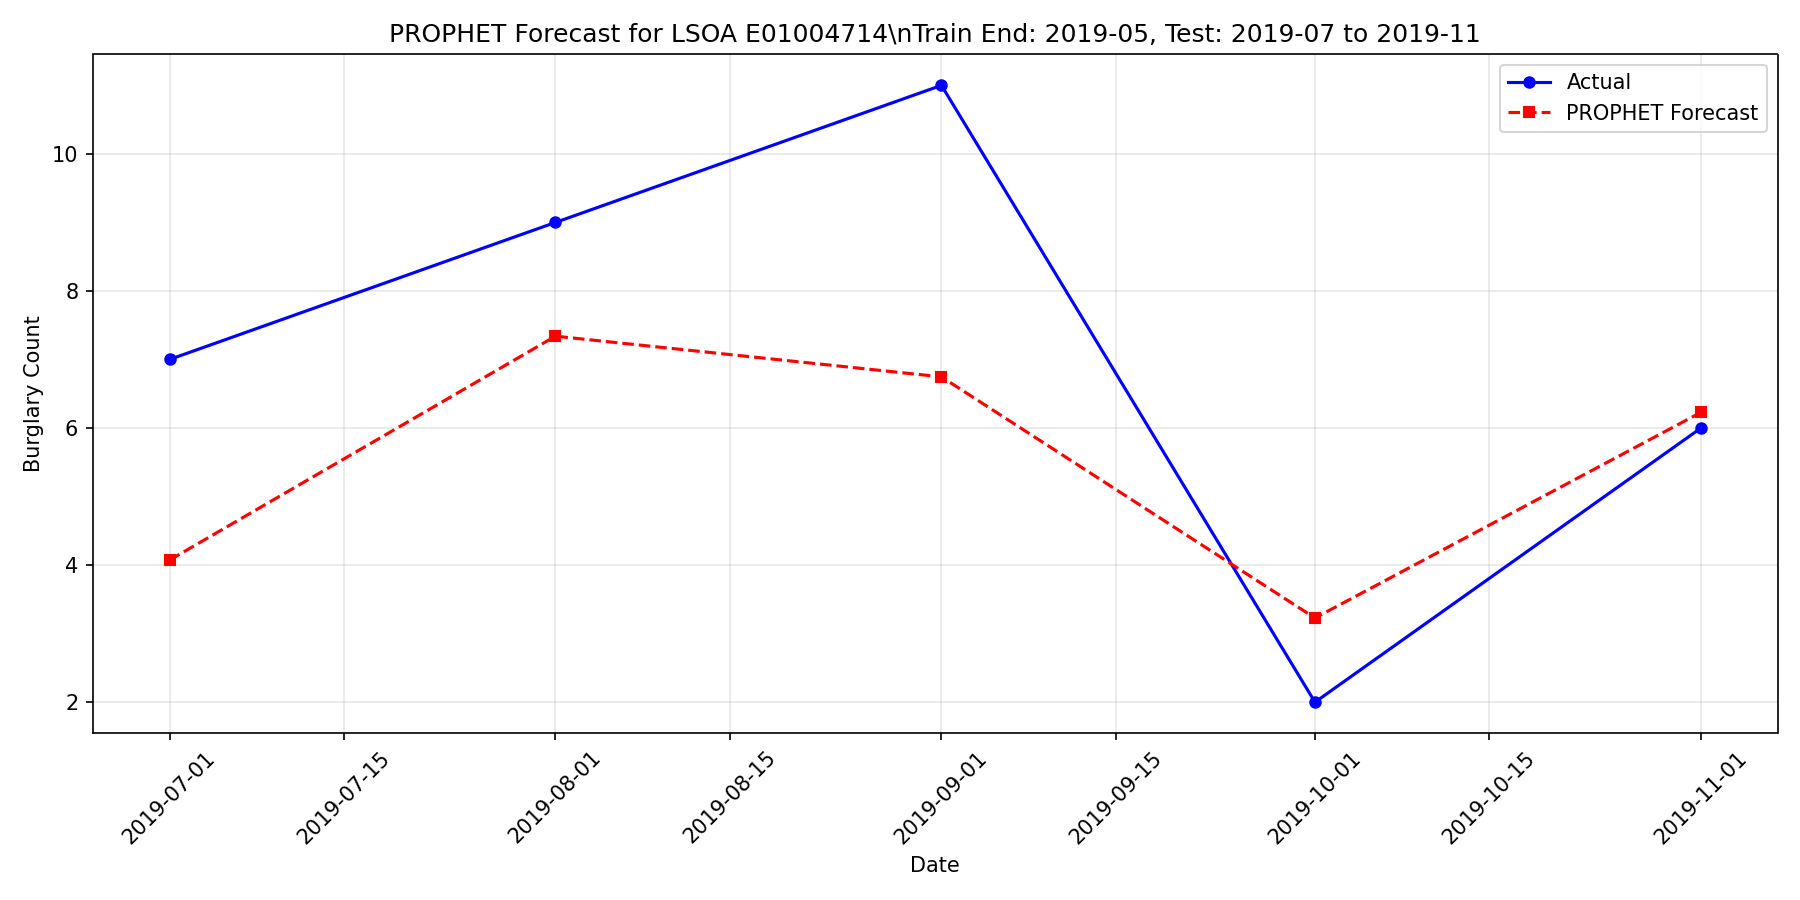 PROPHET Forecast for LSOA E01004714\nTrain End: 2019-05, Test: 2019-07 to 2019-11
Actual
PROPHET Forecast
Burglary Count
10
8
6
4
2
2019-07-01
2019-07-15
2019-08-01
2019-08-15
2019-09-01
2019-09-15
2019-10-01
2019-10-15
2019-11-01
Date